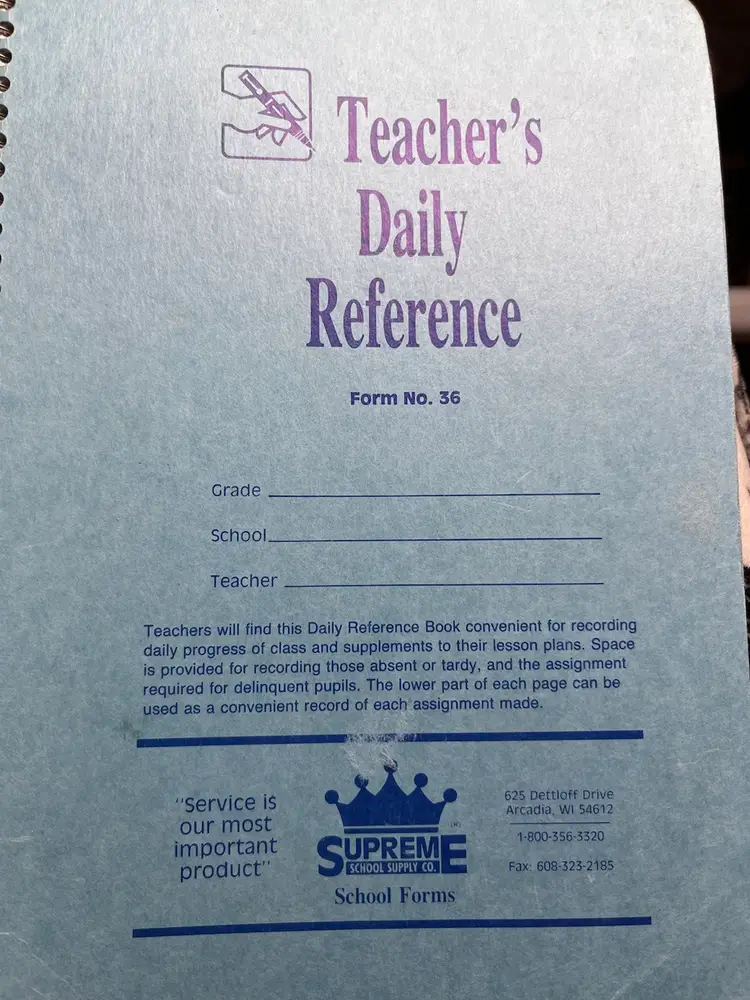 Teacher's
Daily
Reference
Form No. 36
Grade
School
Teacher
Teachers will find this Daily Reference Book convenient for recording
daily progress of class and supplements to their lesson plans. Space
is provided for recording those absent or tardy, and the assignment
required for delinquent pupils. The lower part of each page can be
used as a convenient record of each assignment made.
"Service is
our most
important
product"
SUPREME
SCHOOL SUPPLY CO.
School Forms
625 Dettloff Drive
Arcadia, WI 54612
1-800-356-3320
Fax: 608-323-2185